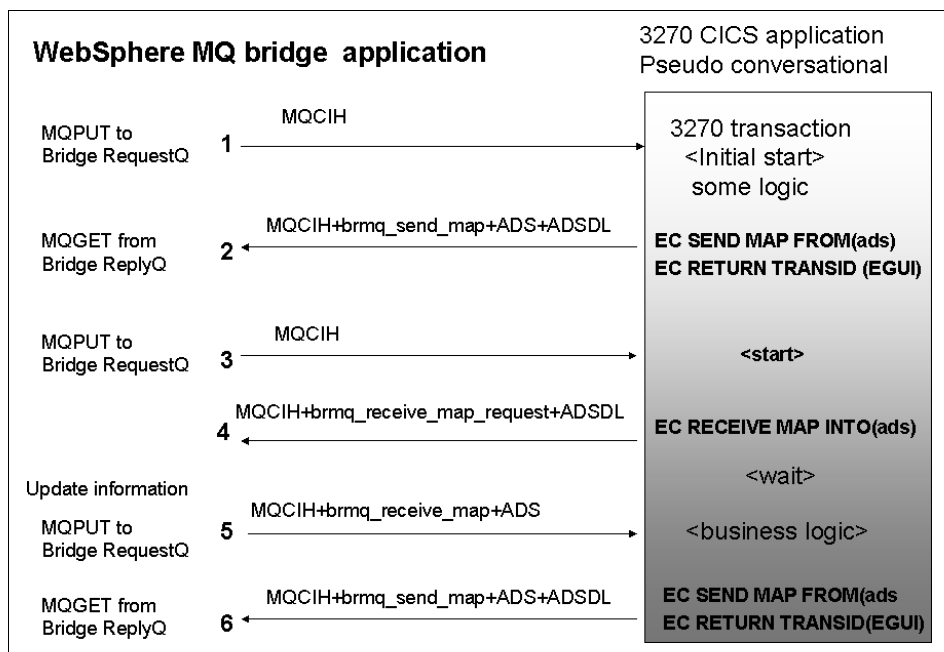 WebSphere MQ bridge application
3270 CICS application
Pseudo conversational
MQPUT to
Bridge RequestQ
1
MQCIH
3270 transaction
<Initial start>
some logic
MQGET from
Bridge ReplyQ
2
MQCIH+brmq_send_map+ADS+ADSDL
EC SEND MAP FROM(ads)
EC RETURN TRANSID (EGUI)
MQPUT to
Bridge RequestQ
3
MQCIH
<start>
4
MQCIH+brmq_receive_map_request+ADSDL
EC RECEIVE MAP INTO(ads)
<wait>
Update information
MQPUT to
Bridge RequestQ
5
MQCIH+brmq_receive_map+ADS
<business logic>
MQGET from
Bridge ReplyQ
6
MQCIH+brmq_send_map+ADS+ADSDL
EC SEND MAP FROM(ads
EC RETURN TRANSID(EGUI)